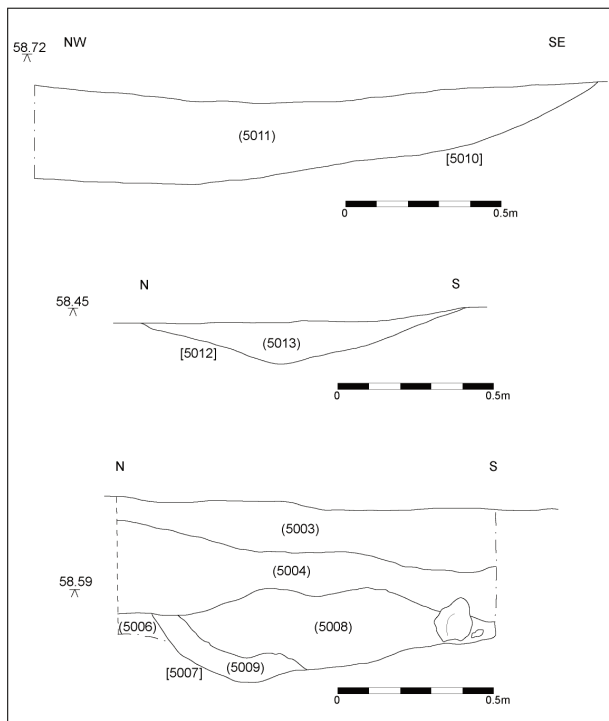 58.72 NW SE
(5011)
[5010]
0 0.5m
N S
58.45
[5012] (5013)
0 0.5m
N S
(5003)
(5004)
58.59
(5006) (5008)
[5007] (5009)
0 0.5m